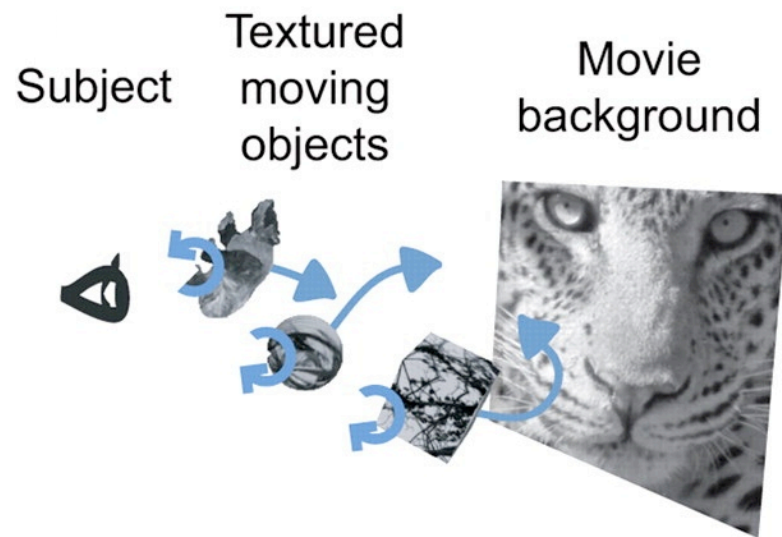 Subject
Textured
moving
objects
Movie
background